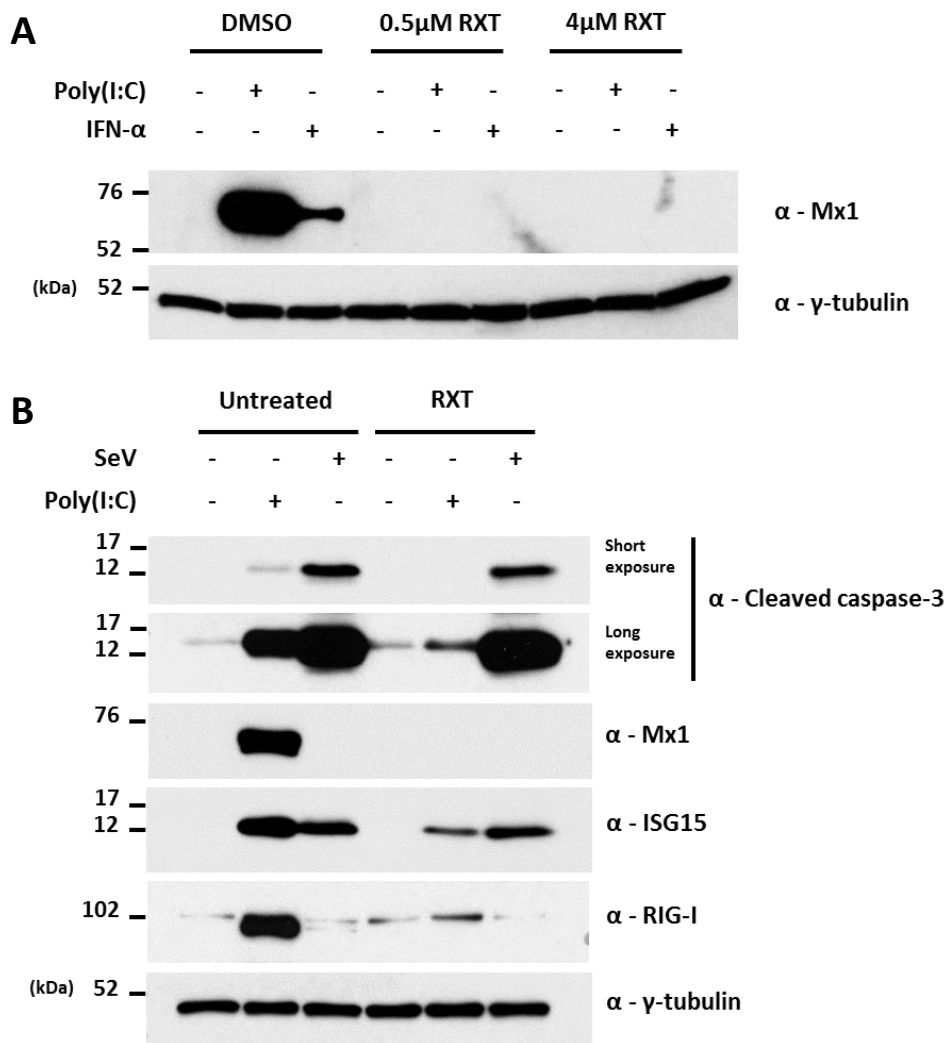 A
DMSO 0.5µM RXT 4µM RXT
Poly(I:C) - + - - + - - + -
IFN-α - - + - - + - - +
76
52
α - Mx1
(kDa) 52
α - γ-tubulin
B
Untreated RXT
SeV - - + - - +
Poly(I:C) - + - - + -
17
12
Short
exposure
α - Cleaved caspase-3
17
12
Long
exposure
76
α - Mx1
17
12
α - ISG15
102
α - RIG-I
(kDa) 52
α - γ-tubulin